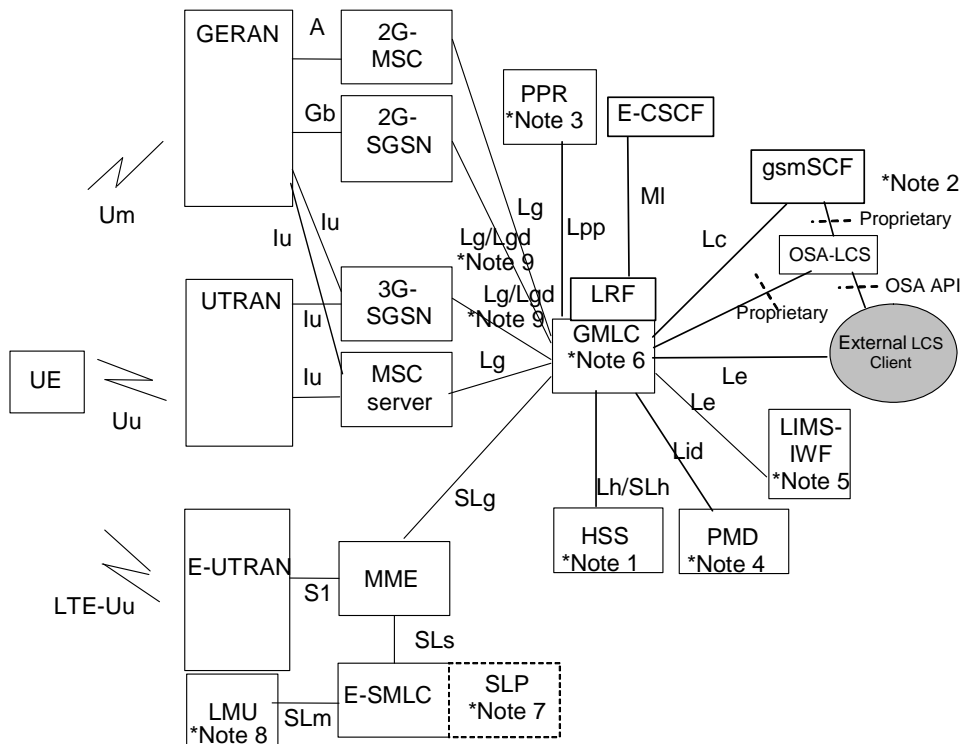 GERAN
A
2G-
MSC
Gb
2G-
SGSN
PPR
*Note 3
E-CSCF
gsmSCF
*Note 2
Um
Iu
Iu
Lg
Lg/Lgd
*Note 9
Lpp
Ml
Lc
Proprietary
OSA-LCS
OSA API
UTRAN
Iu
3G-
SGSN
Lg/Lgd
*Note 9
LRF
GMLC
*Note 6
Proprietary
External LCS
Client
UE
Uu
Iu
MSC
server
Lg
Le
Le
LIMS-
IWF
*Note 5
SLg
Lh/SLh
Lid
HSS
*Note 1
PMD
*Note 4
E-UTRAN
LTE-Uu
S1
MME
SLs
LMU
*Note 8
SLm
E-SMLC
SLP
*Note 7